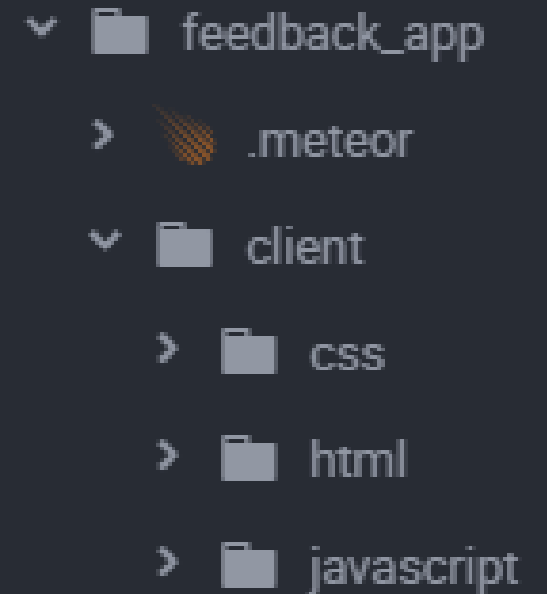 feedback_app
.meteor
client
css
html
javascript